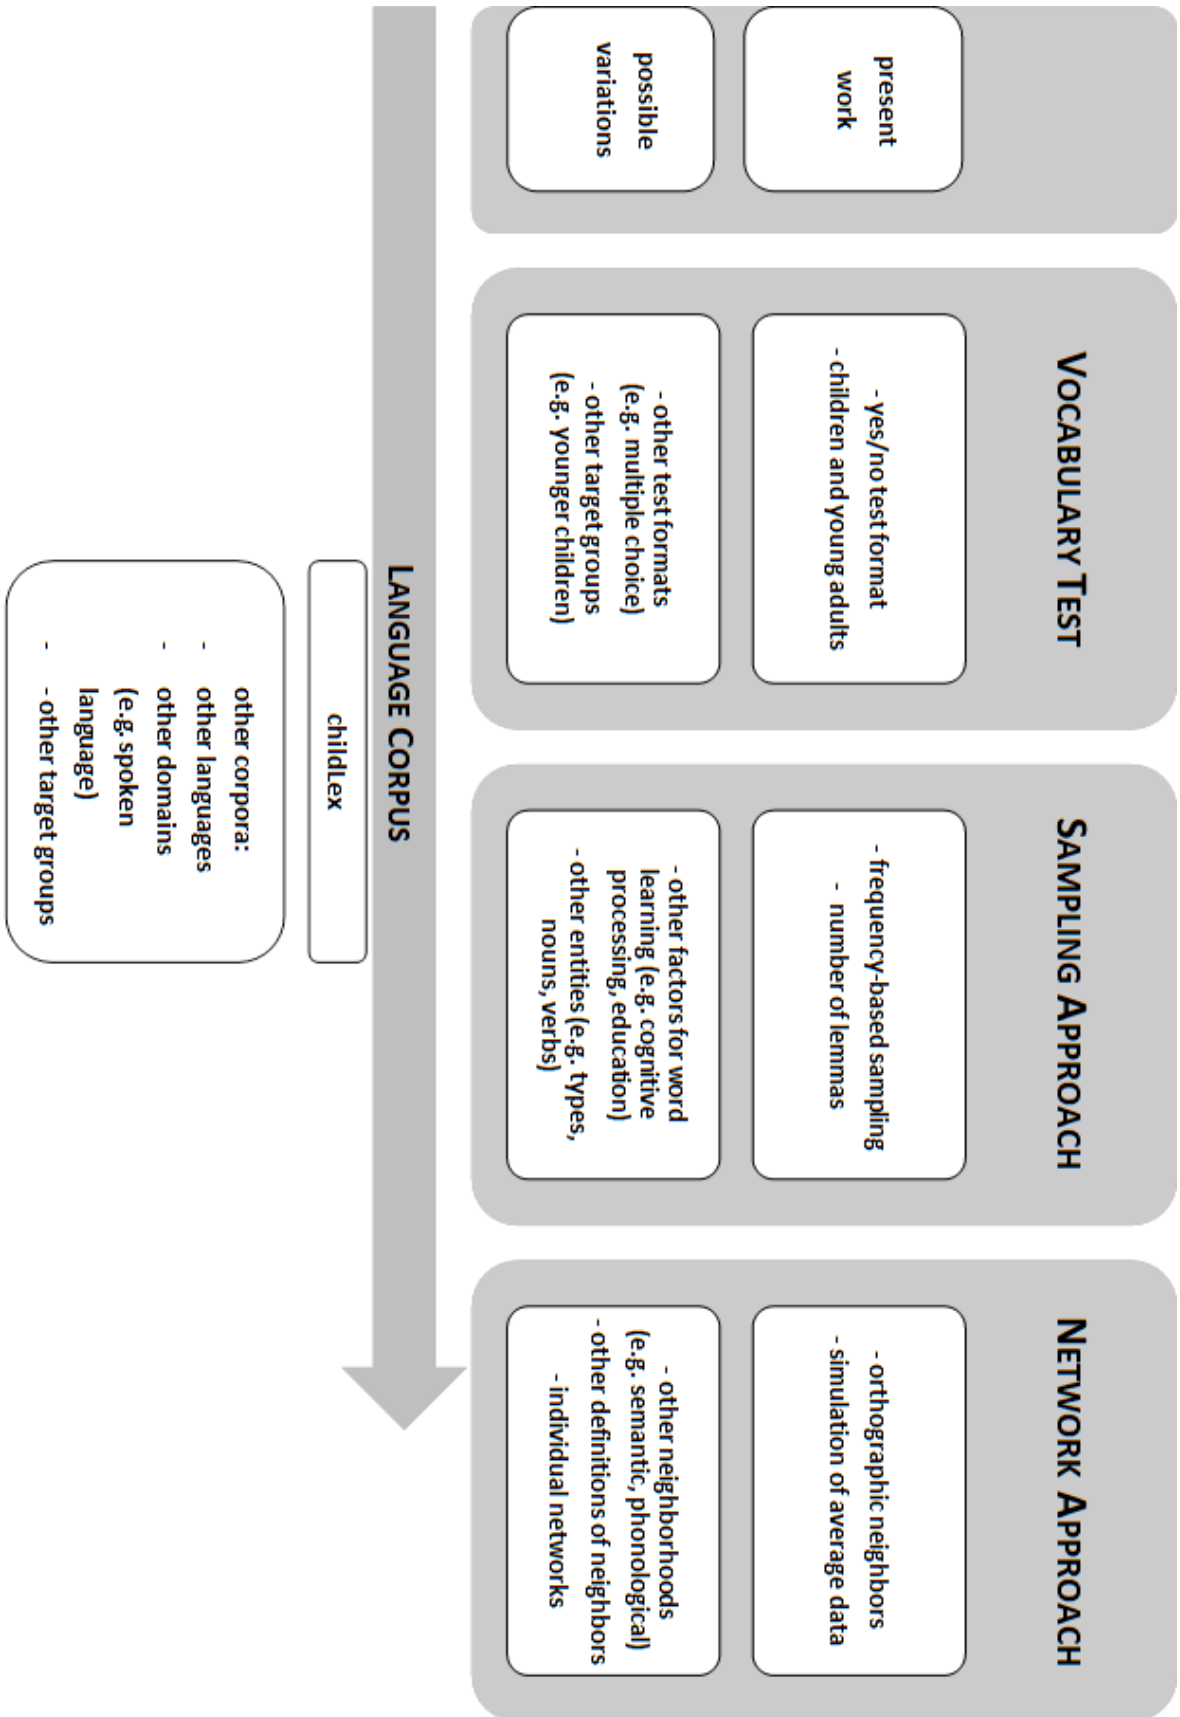 present
work
possible
variations
VOCABULARY TEST
- yes/no test format
- children and young adults
- other test formats
(e.g. multiple choice)
- other target groups
(e.g. younger children)
SAMPLING APPROACH
- frequency-based sampling
- number of lemmas
- other factors for word
learning (e.g. cognitive
processing, education)
- other entities (e.g. types,
nouns, verbs)
NETWORK APPROACH
- orthographic neighbors
- simulation of average data
- other neighborhoods
(e.g. semantic, phonological)
- other definitions of neighbors
- individual networks
LANGUAGE CORPUS
childLex
other corpora:
- other languages
- other domains
(e.g. spoken
language)
- - other target groups